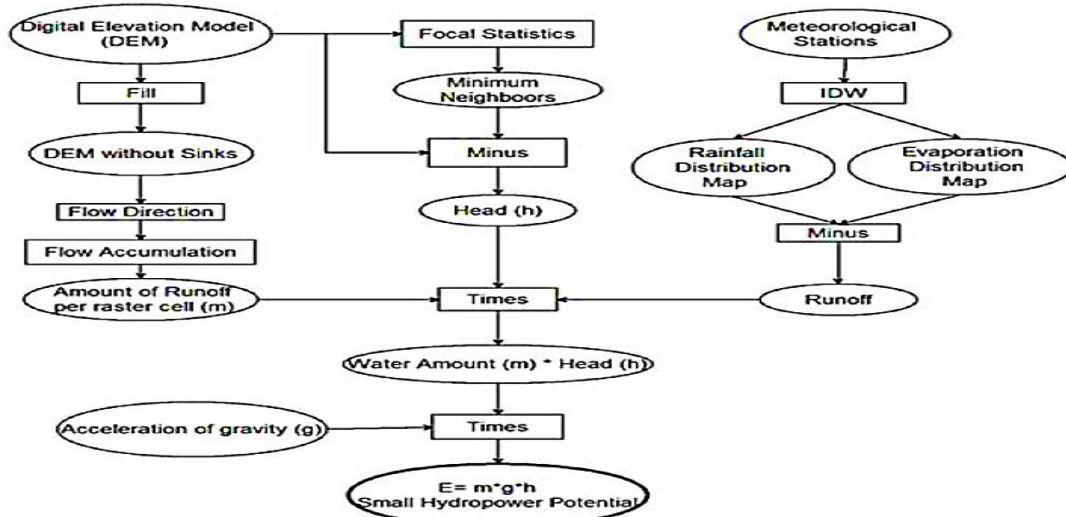 Digital Elevation Model
(DEM)
Focal Statistics
Meteorological
Stations
Fill
Minimum
Neighboors
IDW
DEM without Sinks
Minus
Rainfall
Distribution
Map
Evaporation
Distribution
Map
Flow Direction
Head (h)
Minus
Flow Accumulation
Amount of Runoff
per raster cell (m)
Times
Runoff
Water Amount (m) * Head (h)
Acceleration of gravity (g)
Times
E= m*g*h
Small Hydropower Potential